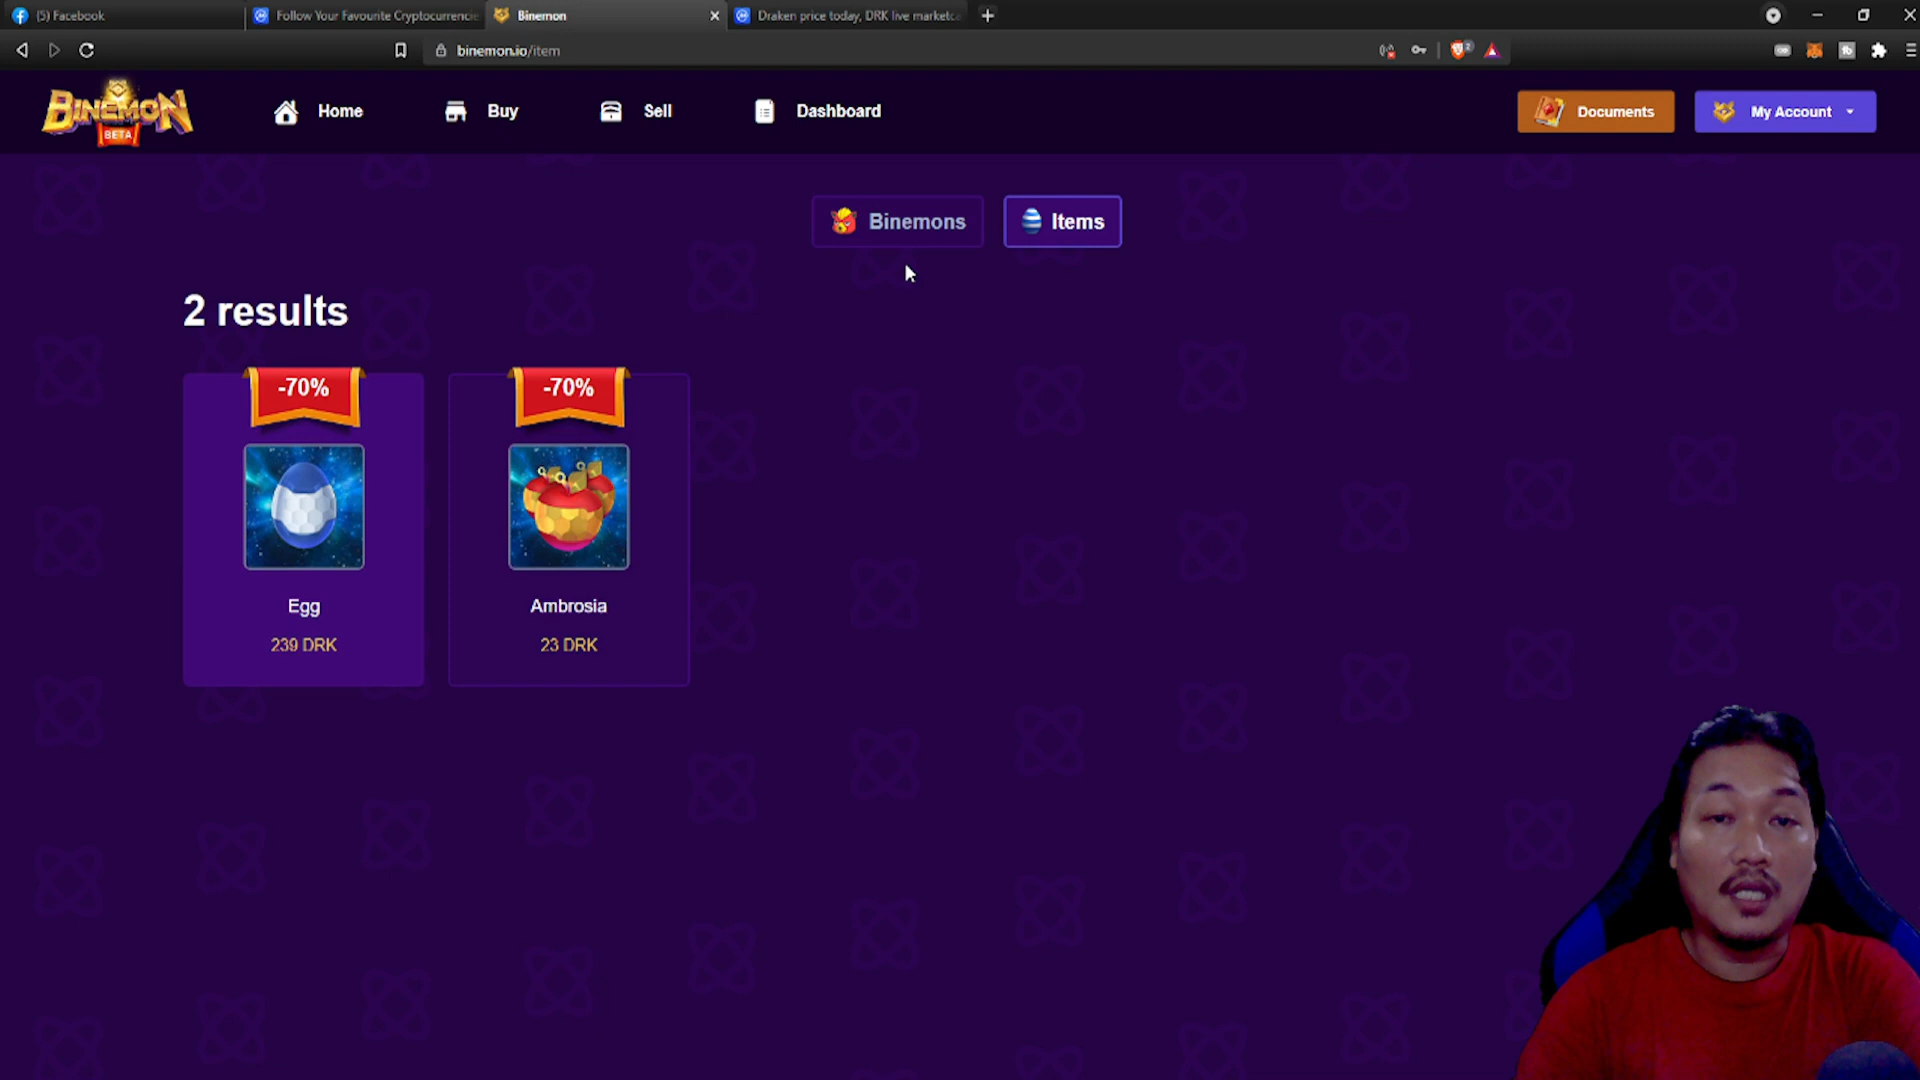 (5) Facebook
Follow Your Favourite Cryptocurrencie
Binemon
Draken price today, DRK live marketca
binemon.io/item
BINEMON
BETA
Home
Buy
Sell
Dashboard
Documents
My Account
Binemons
Items
2 results
-70%
-70%
Egg
239 DRK
Ambrosia
23 DRK